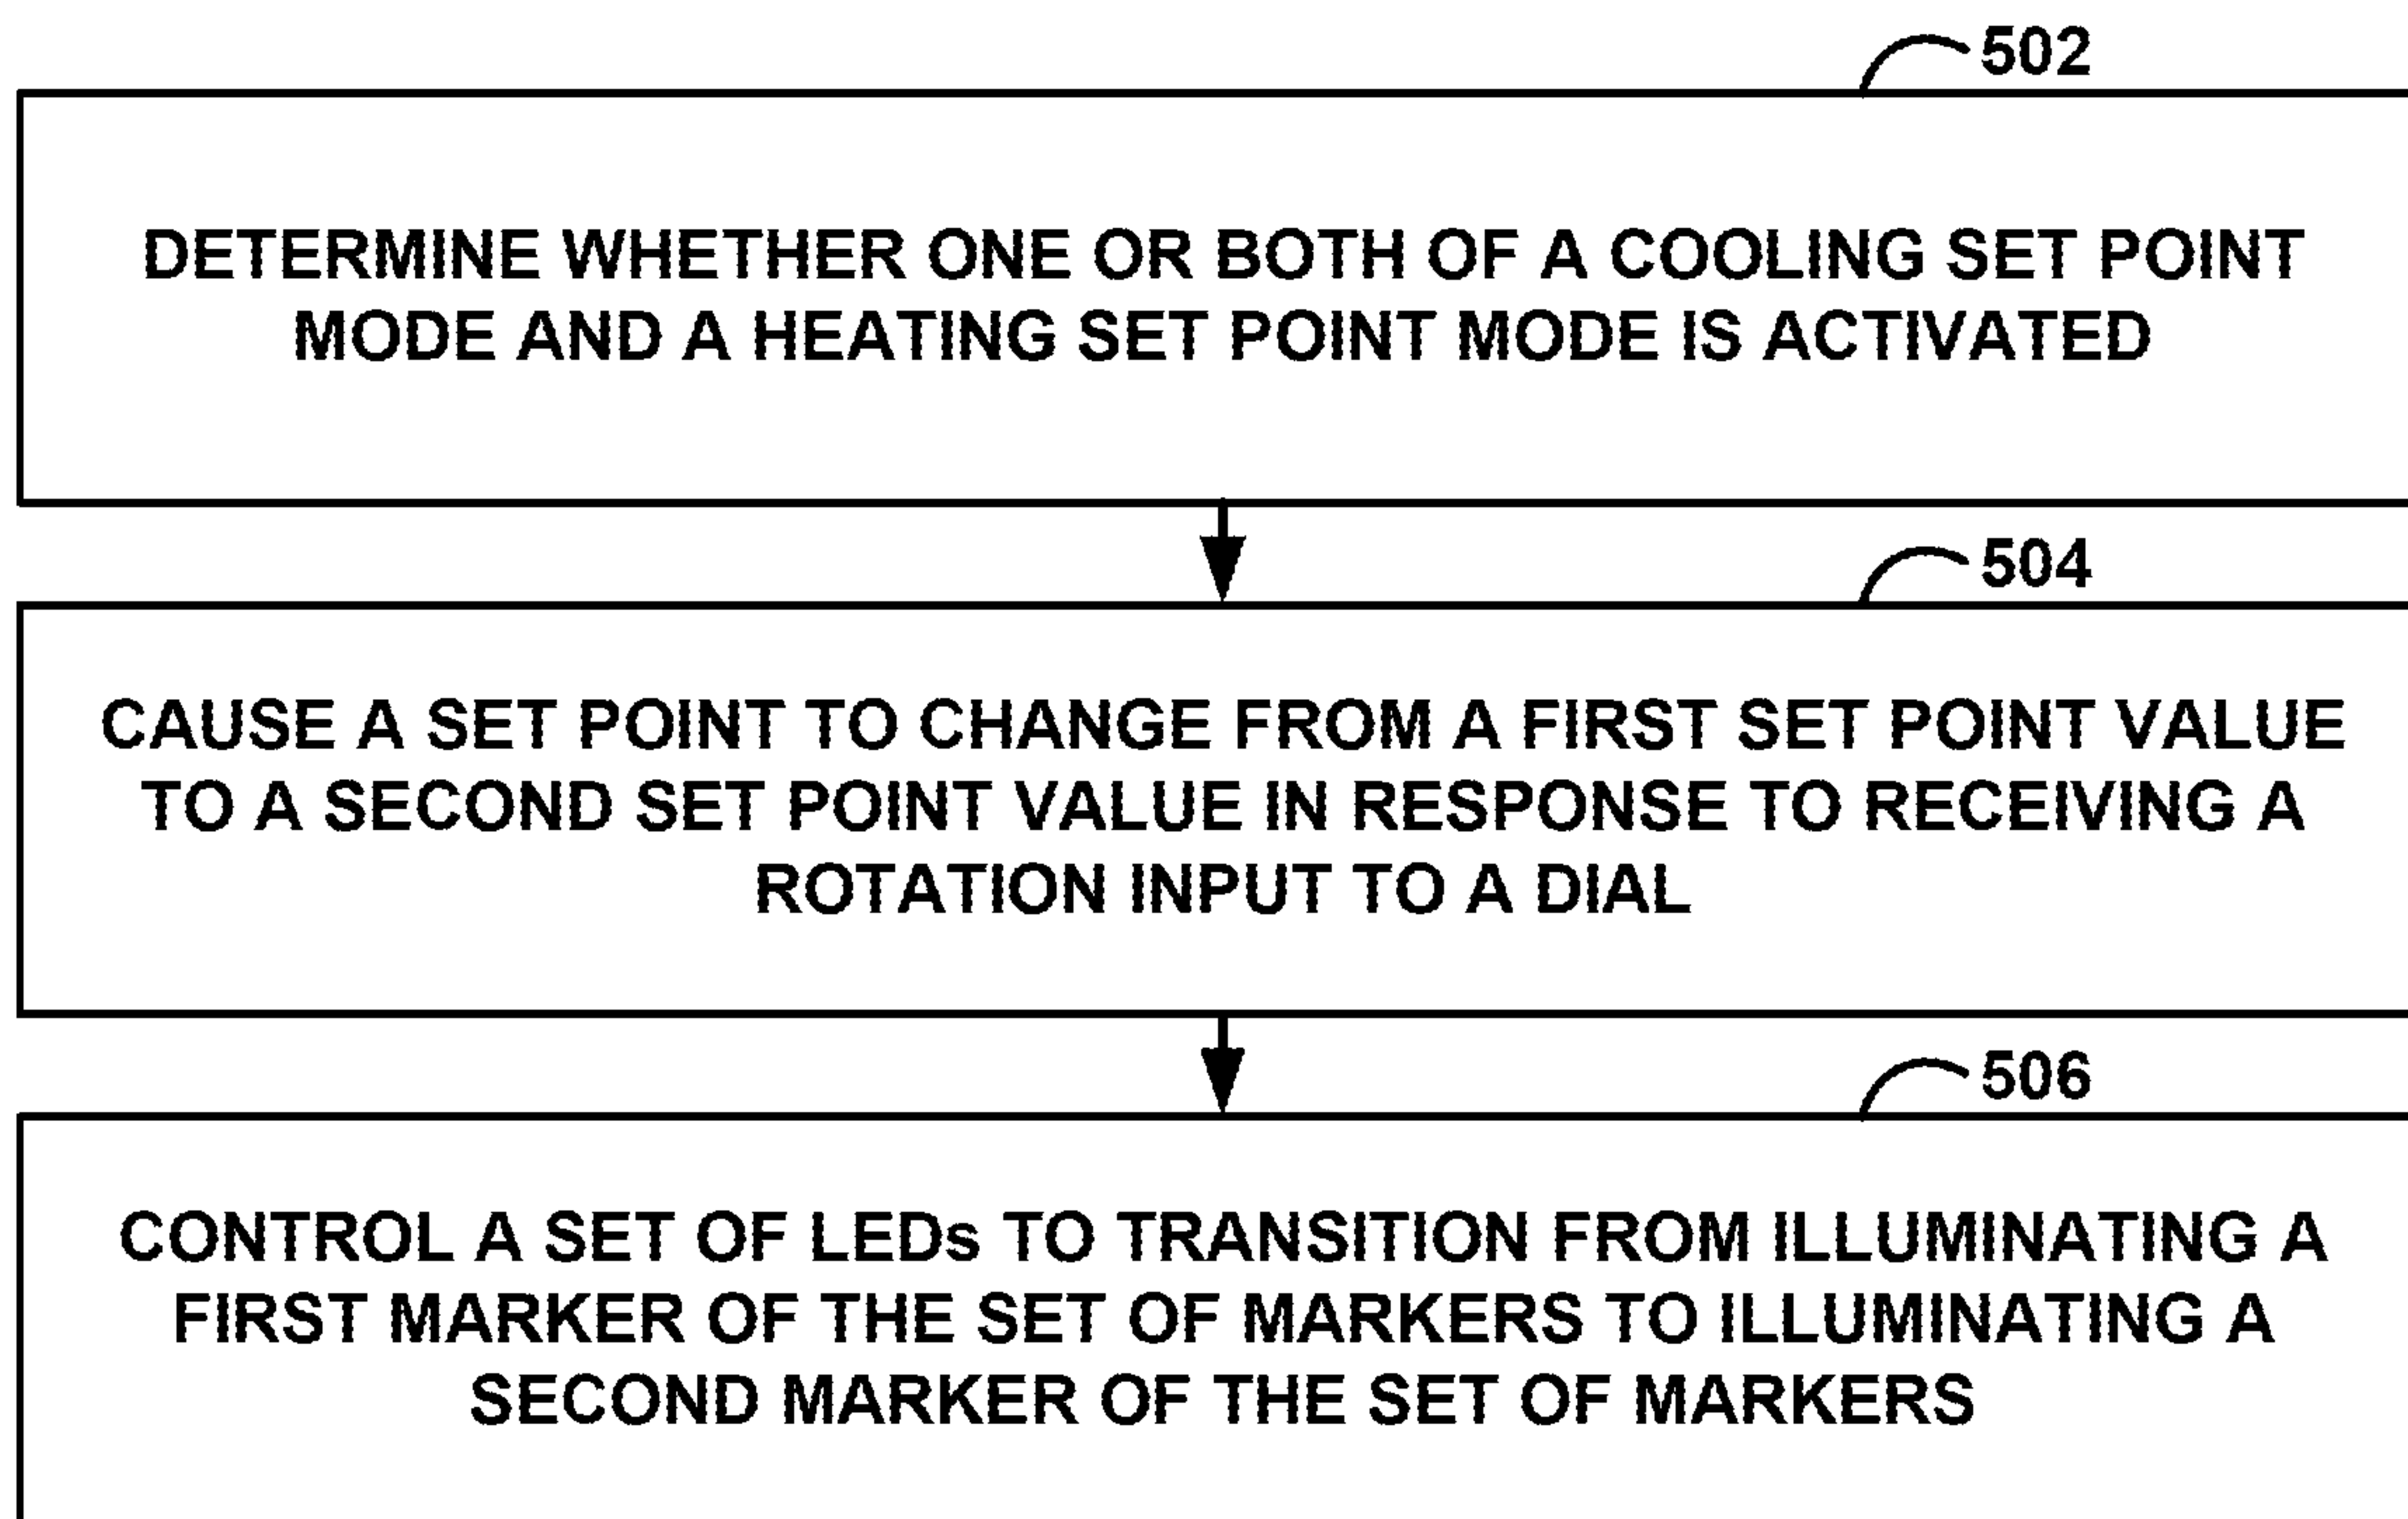 502
DETERMINE WHETHER ONE OR BOTH OF A COOLING SET POINT
MODE AND A HEATING SET POINT MODE IS ACTIVATED
504
CAUSE A SET POINT TO CHANGE FROM A FIRST SET POINT VALUE
TO A SECOND SET POINT VALUE IN RESPONSE TO RECEIVING A
ROTATION INPUT TO A DIAL
506
CONTROL A SET OF LEDs TO TRANSITION FROM ILLUMINATING A
FIRST MARKER OF THE SET OF MARKERS TO ILLUMINATING A
SECOND MARKER OF THE SET OF MARKERS